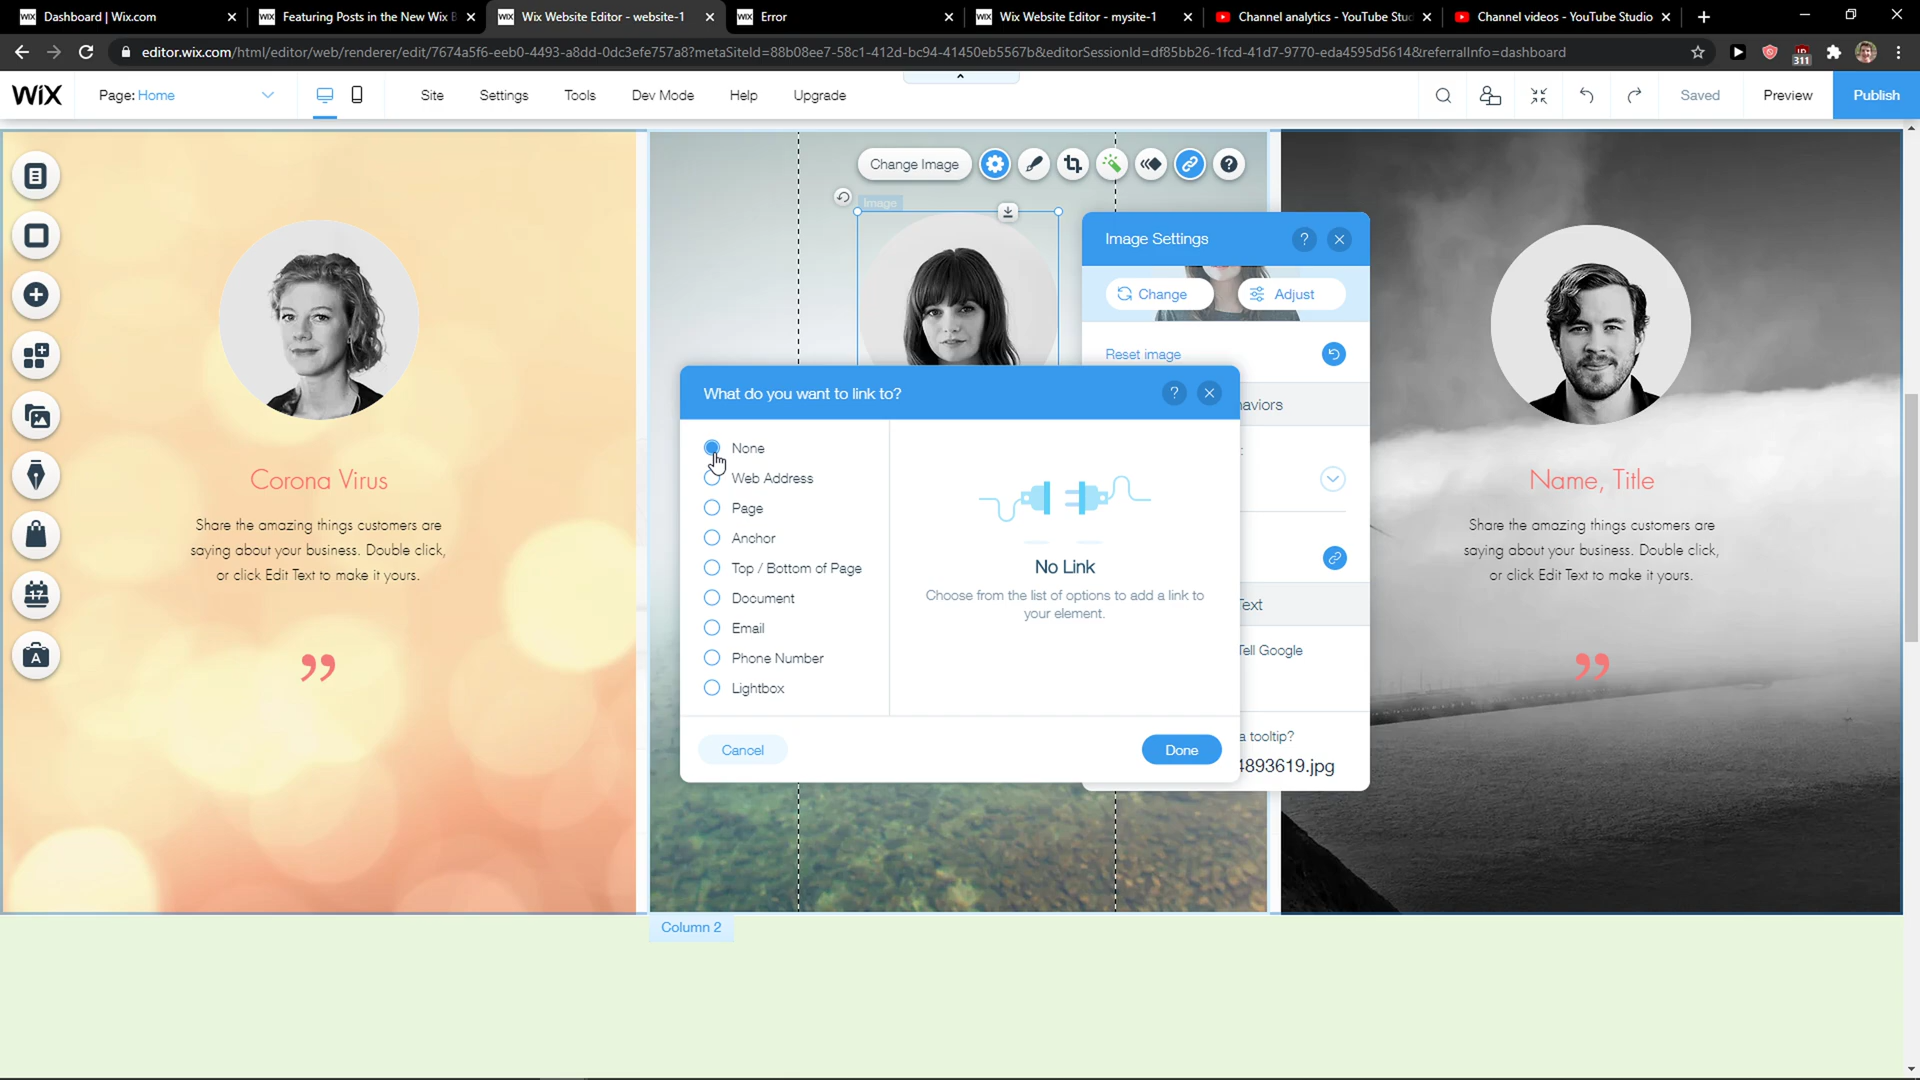 Dashboard | Wix.com
Featuring Posts in the New Wix B
Wix Website Editor - website-1
Error
Wix Website Editor - mysite-1
Channel analytics - YouTube Stu
Channel videos - YouTube Studio
editor.wix.com/html/editor/web/renderer/edit/7674a5f6-eeb0-4493-a8dd-0dc3efe757a8?metaSiteId=88b08ee7-58c1-412d-bc94-41450eb5567b&editorSessionId=df85bb26-1fcd-41d7-9770-eda4595d5614&referralInfo=dashboard
311
WiX
Page: Home
Site
Settings
Tools
Dev Mode
Help
Upgrade
Saved
Preview
Publish
Change Image
Image
Image Settings
Change
Adjust
Reset image
haviors
What do you want to link to?
None
Web Address
Page
Anchor
Top / Bottom of Page
Document
Email
Phone Number
Lightbox
No Link
Choose from the list of options to add a link to
your element.
Cancel
Done
Text
Tell Google
a tooltip?
4893619.jpg
Corona Virus
Share the amazing things customers are
saying about your business. Double click,
or click Edit Text to make it yours.
”
Name, Title
Share the amazing things customers are
saying about your business. Double click,
or click Edit Text to make it yours.
”
17
A
Column 2